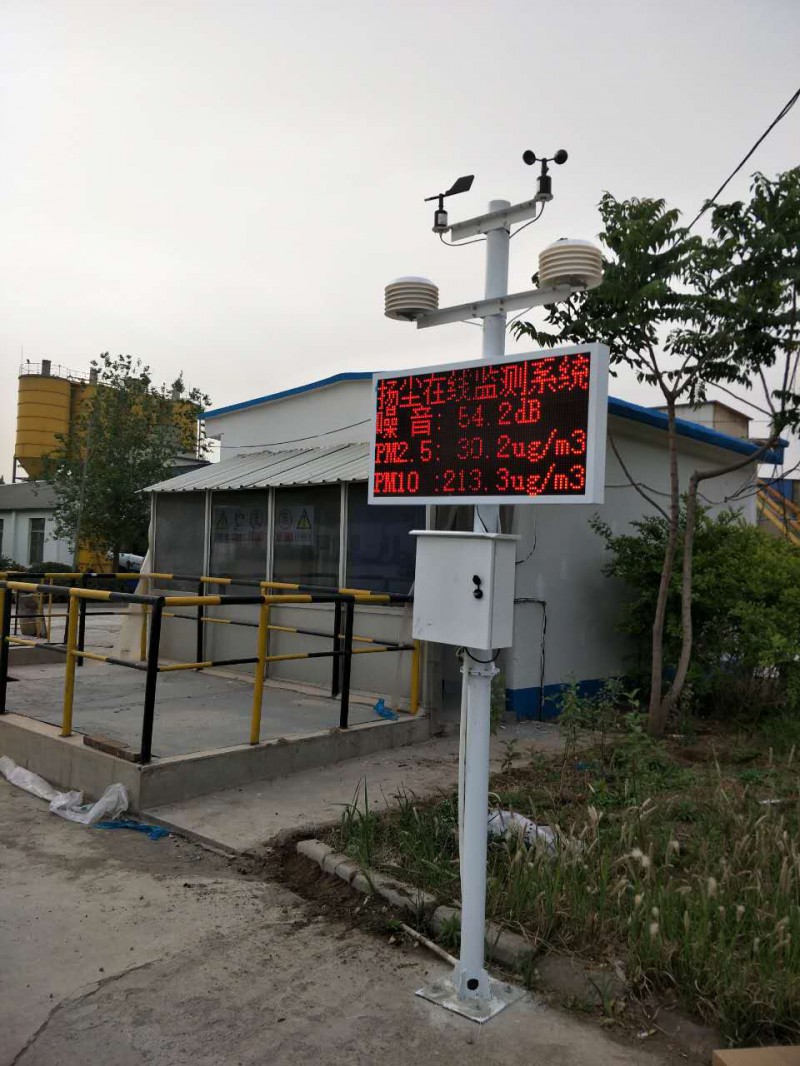 扬尘在线监测系统
噪 音: 54.2dB
PM2.5: 30.2ug/m3
PM10 :213.3ug/m3